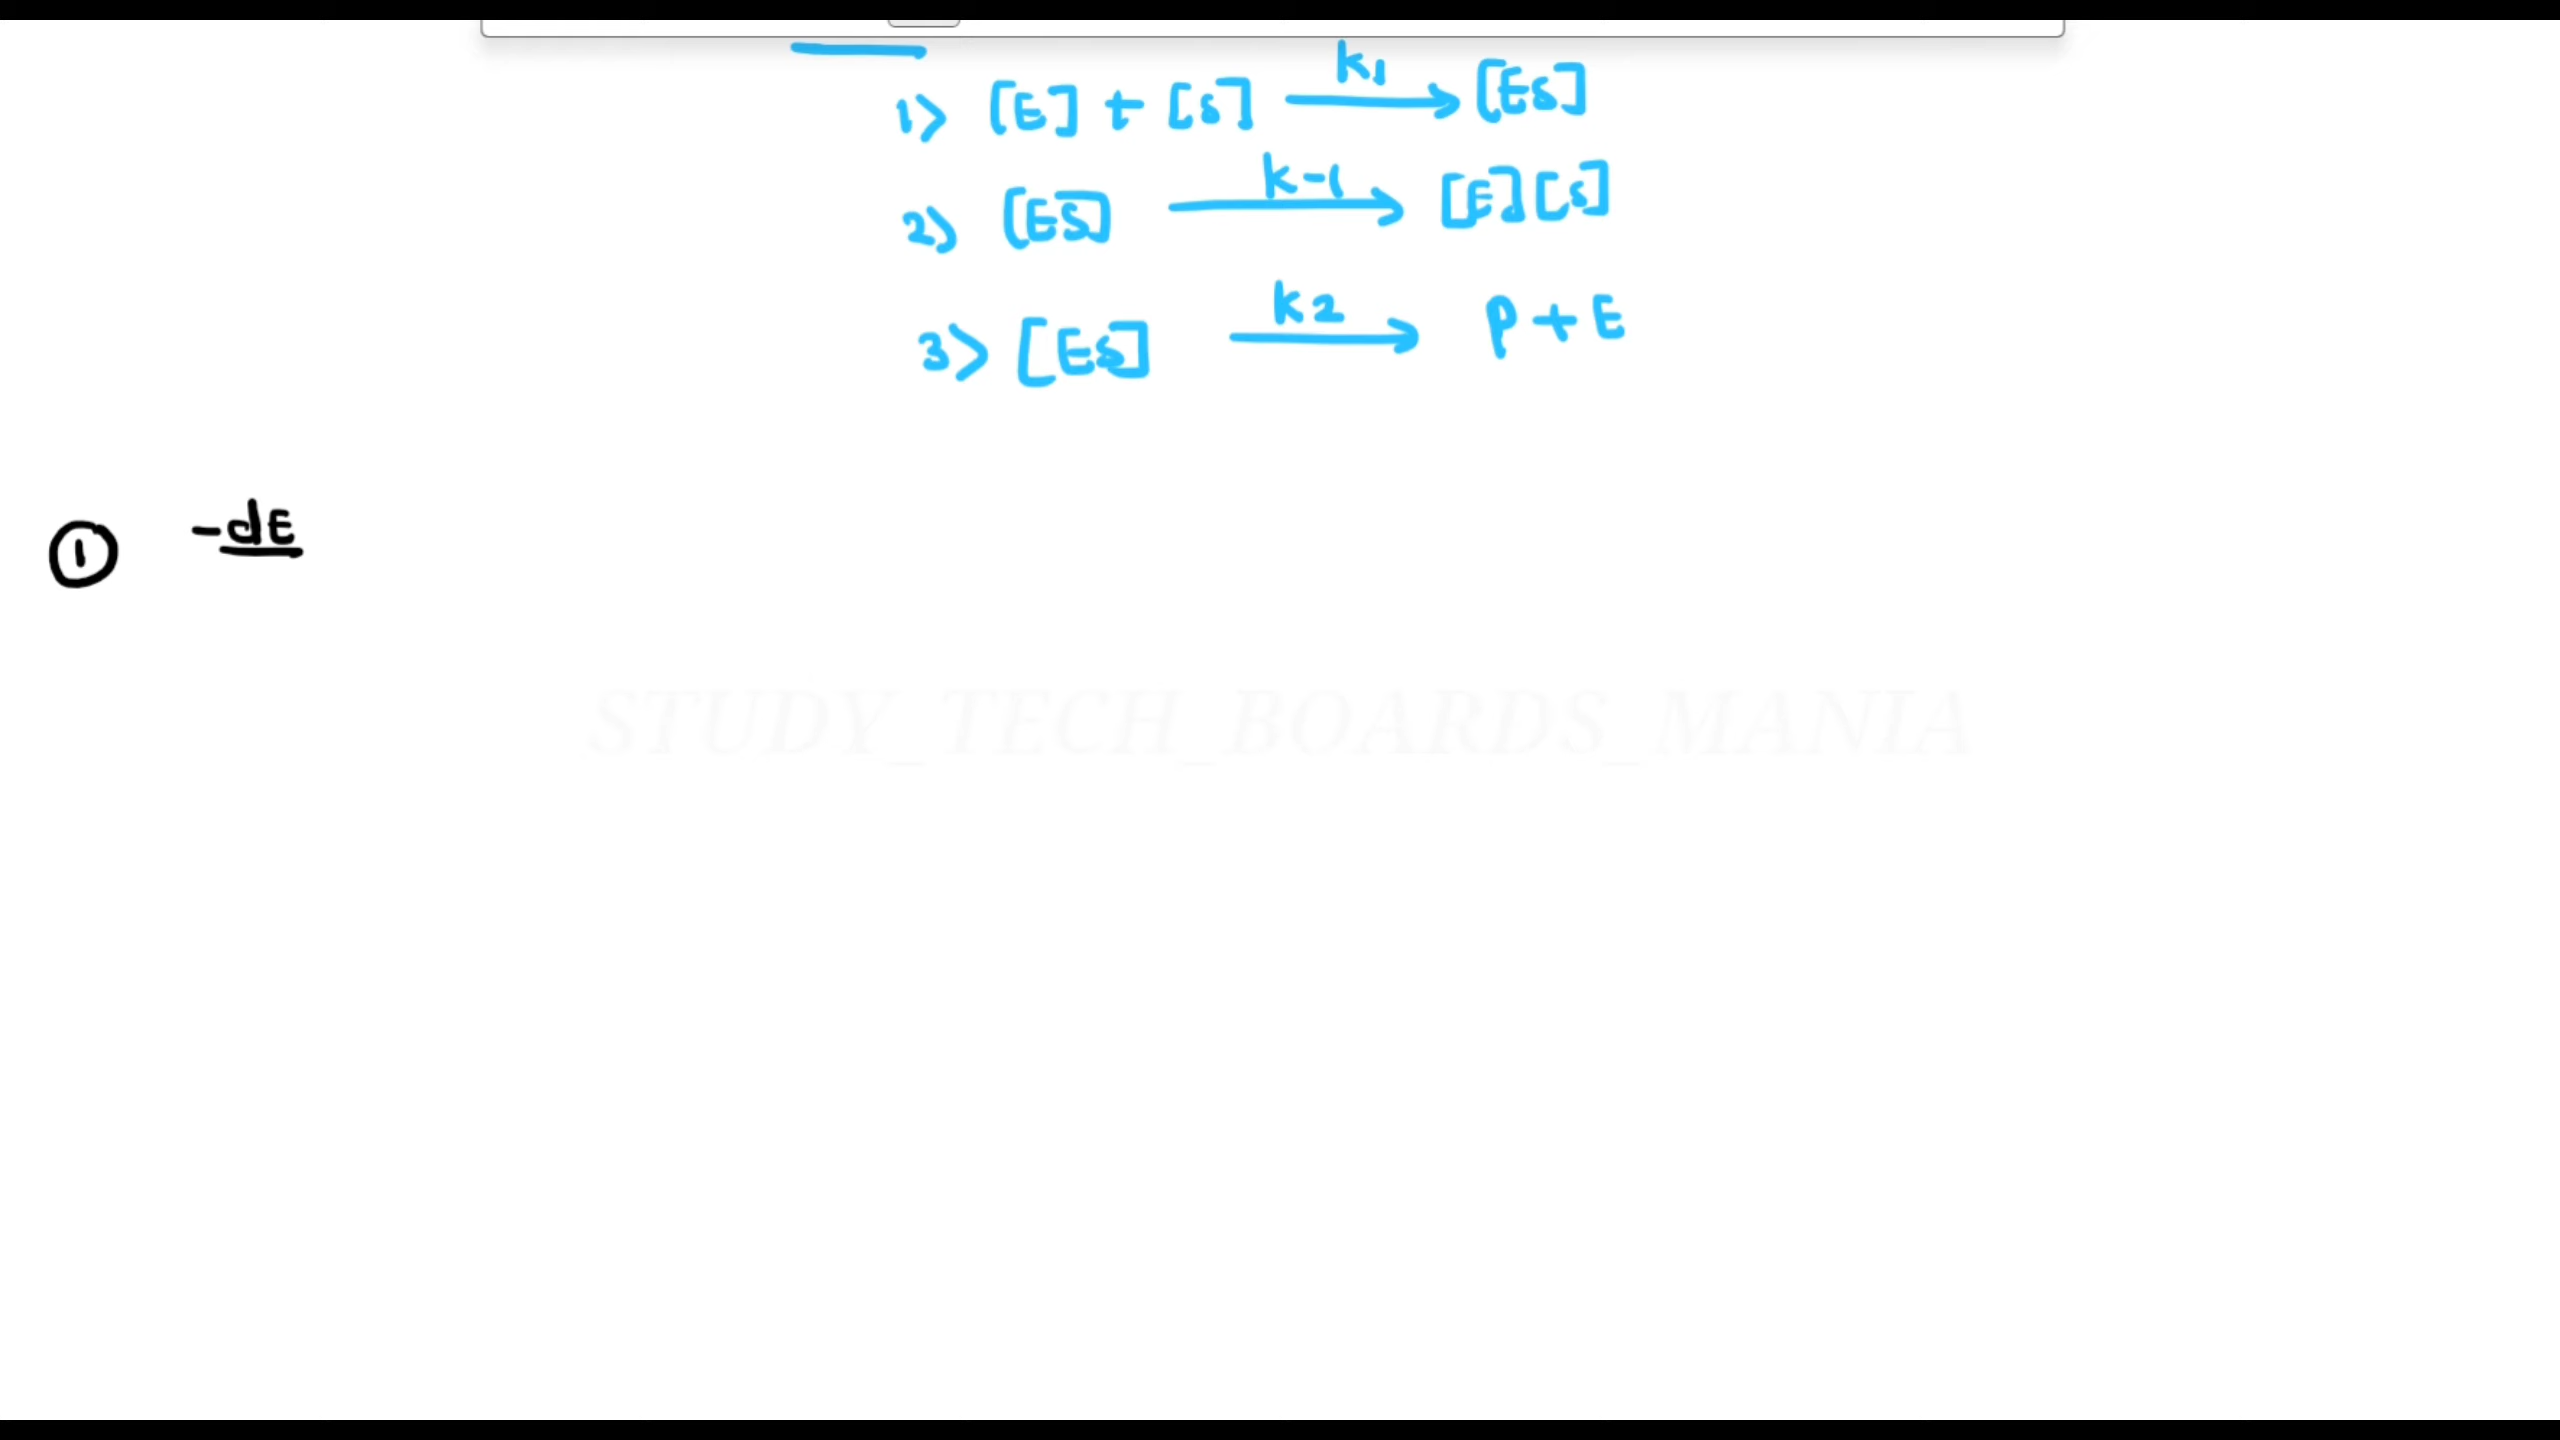 1> [E] + [S] k1 → [ES]
2) [ES] k-1 → [E][S]
3> [ES] k2 → P + E
① -dE
STUDY_TECH_BOARDS_MANIA